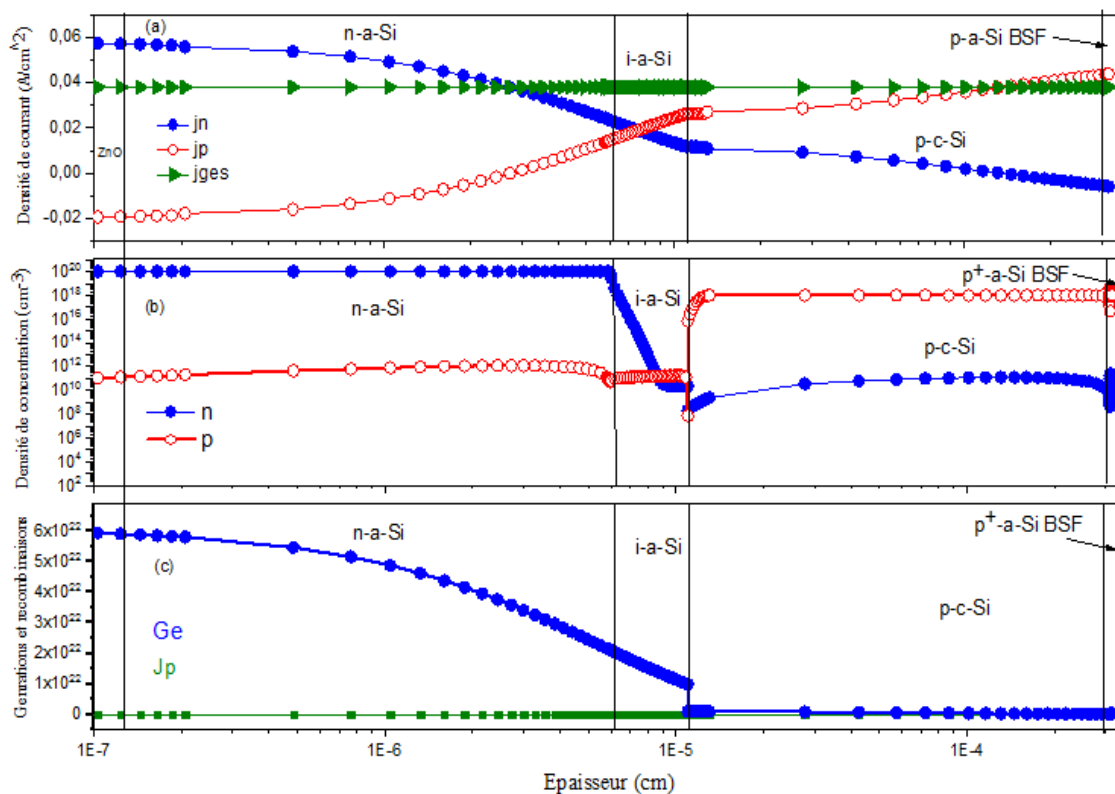 (a)
n-a-Si
i-a-Si
p-a-Si BSF
p-c-Si
ZnO
jn
jp
jges
Densité de courant (A/cm^2)
0,06
0,04
0,02
0,00
-0,02
(b)
n-a-Si
i-a-Si
p+-a-Si BSF
p-c-Si
n
p
Densité de concentration (cm-3)
10^20
10^18
10^16
10^14
10^12
10^10
10^8
10^6
10^4
10^2
(c)
n-a-Si
i-a-Si
p+-a-Si BSF
p-c-Si
Ge
Jp
Genrations et recombinaisons
6x10^22
5x10^22
4x10^22
3x10^22
2x10^22
1x10^22
0
1E-7
1E-6
1E-5
1E-4
Epaisseur (cm)